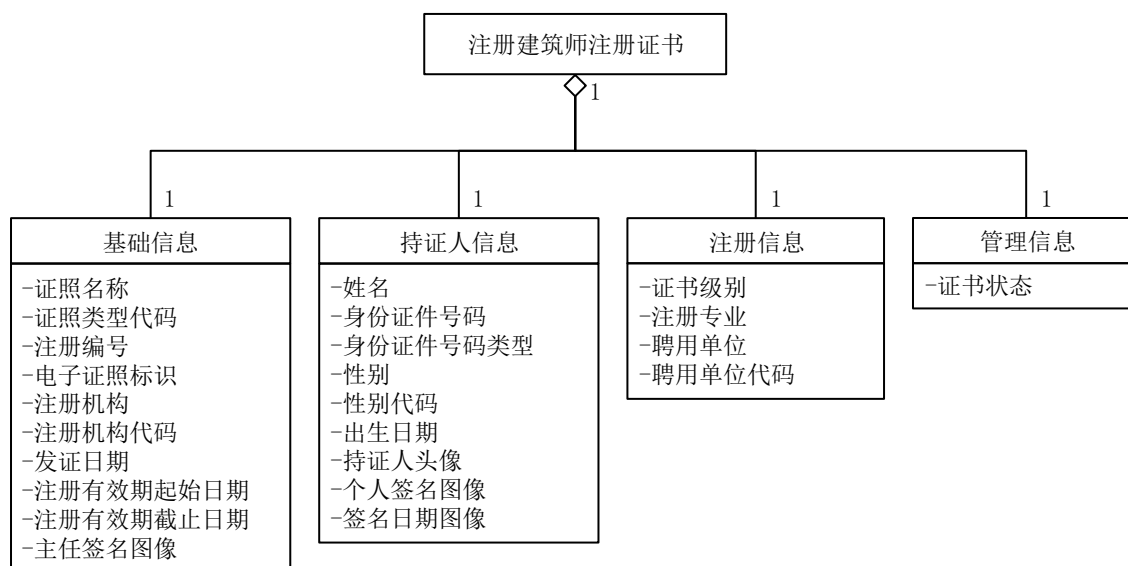 注册建筑师注册证书
1
1
1
1
1
基础信息
-证照名称
-证照类型代码
-注册编号
-电子证照标识
-注册机构
-注册机构代码
-发证日期
-注册有效期起始日期
-注册有效期截止日期
-主任签名图像
持证人信息
-姓名
-身份证件号码
-身份证件号码类型
-性别
-性别代码
-出生日期
-持证人头像
-个人签名图像
-签名日期图像
注册信息
-证书级别
-注册专业
-聘用单位
-聘用单位代码
管理信息
-证书状态